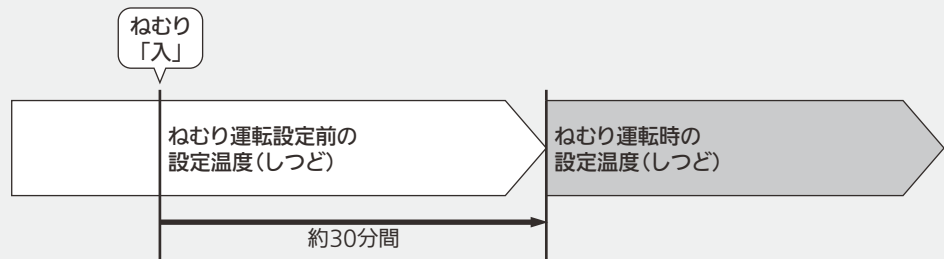 ねむり
「入」
ねむり運転設定前の
設定温度(しつど)
ねむり運転時の
設定温度(しつど)
約30分間